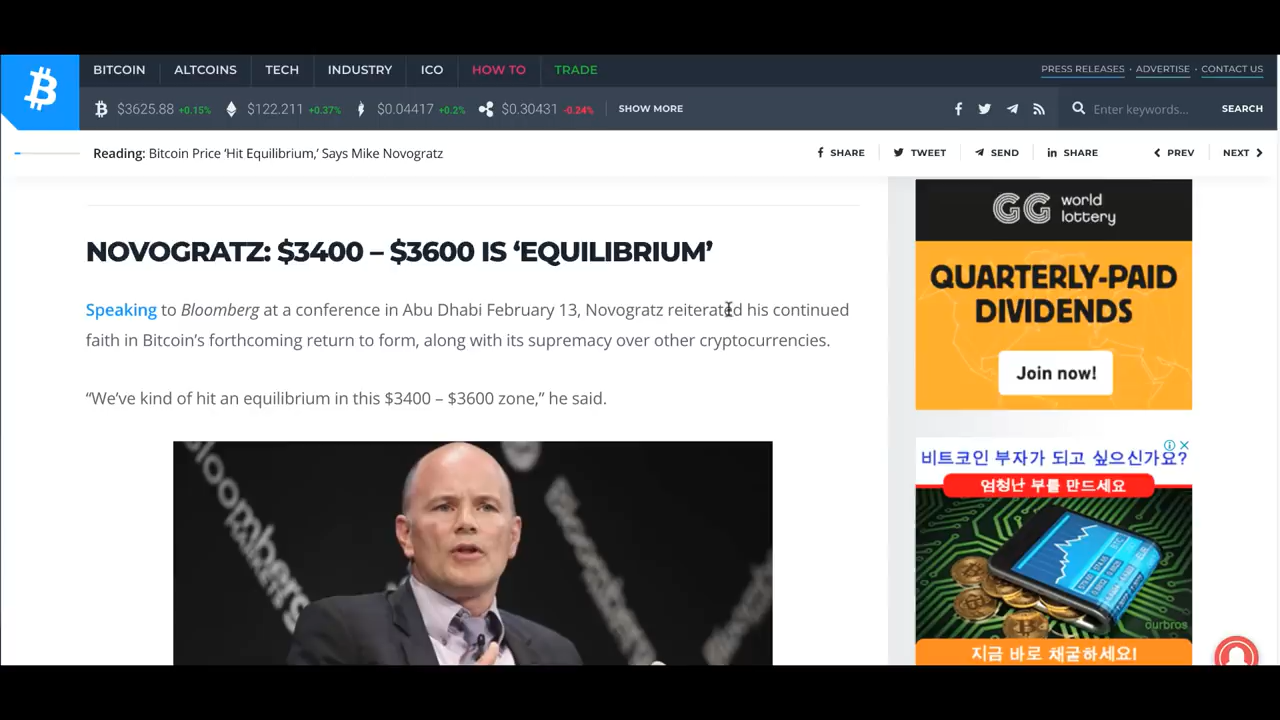 BITCOIN ALTCOINS TECH INDUSTRY ICO HOW TO TRADE
PRESS RELEASES · ADVERTISE · CONTACT US
$3625.88 +0.15% $122.211 +0.37% $0.04417 +0.2% $0.30431 -0.24% SHOW MORE
Enter keywords... SEARCH
Reading: Bitcoin Price ‘Hit Equilibrium,’ Says Mike Novogratz
SHARE TWEET SEND SHARE PREV NEXT
NOVOGRATZ: $3400 – $3600 IS ‘EQUILIBRIUM’
Speaking to Bloomberg at a conference in Abu Dhabi February 13, Novogratz reiterated his continued
faith in Bitcoin’s forthcoming return to form, along with its supremacy over other cryptocurrencies.
“We’ve kind of hit an equilibrium in this $3400 – $3600 zone,” he said.
Bloomberg
GG world
lottery
QUARTERLY-PAID
DIVIDENDS
Join now!
비트코인 부자가 되고 싶으신가요?
엄청난 부를 만드세요
BTC
ourbros
지금 바로 채굴하세요!